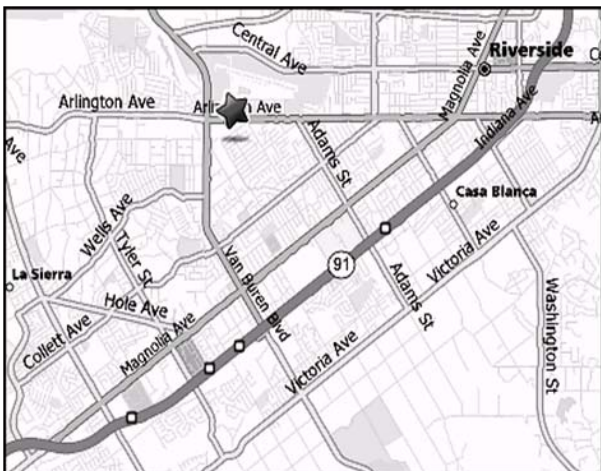 Central Ave
Magnolia Ave
Riverside
Arlington Ave
Ave
Indiana Ave
Adams St
Ave
Casa Blanca
Wells Ave
Tyler St
Victoria Ave
La Sierra
91
Van Buren Blvd
Adams St
Hole Ave
Washington St
Collett Ave
Magnolia Ave
Victoria Ave